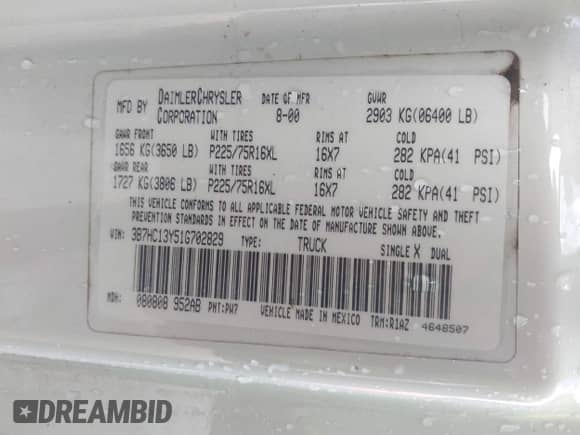 MFD BY DAIMLERCHRYSLER CORPORATION DATE OF MFR 8-00 GVWR 2903 KG(06400 LB)
GAWR FRONT WITH TIRES RIMS AT COLD
1656 KG(3650 LB) P225/75R16XL 16X7 282 KPA(41 PSI)
GAWR REAR WITH TIRES RIMS AT COLD
1727 KG(3806 LB) P225/75R16XL 16X7 282 KPA(41 PSI)
THIS VEHICLE CONFORMS TO ALL APPLICABLE FEDERAL MOTOR VEHICLE SAFETY AND THEFT
PREVENTION STANDARDS IN EFFECT ON THE DATE OF MANUFACTURE SHOWN ABOVE.
VIN: 3B7HC13Y51G702829 TYPE: TRUCK SINGLE X DUAL
MDH: 080808 952AB PNT:PW7 VEHICLE MADE IN MEXICO TRM:R1AZ 4648507
DREAMBID